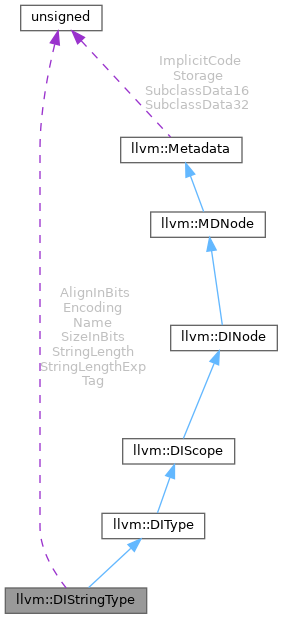 unsigned
ImplicitCode
Storage
SubclassData16
SubclassData32
llvm::Metadata
llvm::MDNode
AlignInBits
Encoding
Name
SizeInBits
StringLength
StringLengthExp
Tag
llvm::DINode
llvm::DIScope
llvm::DIType
llvm::DIStringType